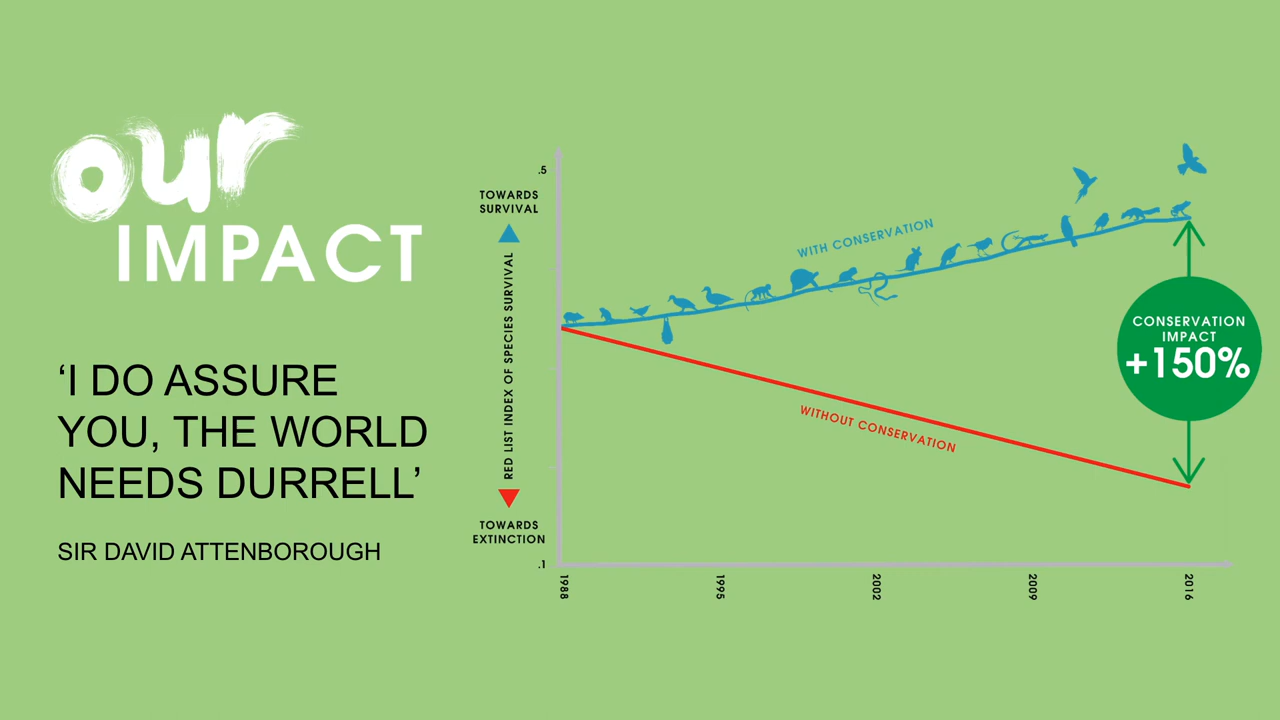 our
IMPACT
‘I DO ASSURE
YOU, THE WORLD
NEEDS DURRELL’
SIR DAVID ATTENBOROUGH
.5
TOWARDS
SURVIVAL
RED LIST INDEX OF SPECIES SURVIVAL
TOWARDS
EXTINCTION
.1
WITH CONSERVATION
WITHOUT CONSERVATION
CONSERVATION
IMPACT
+150%
1988
1995
2002
2009
2016